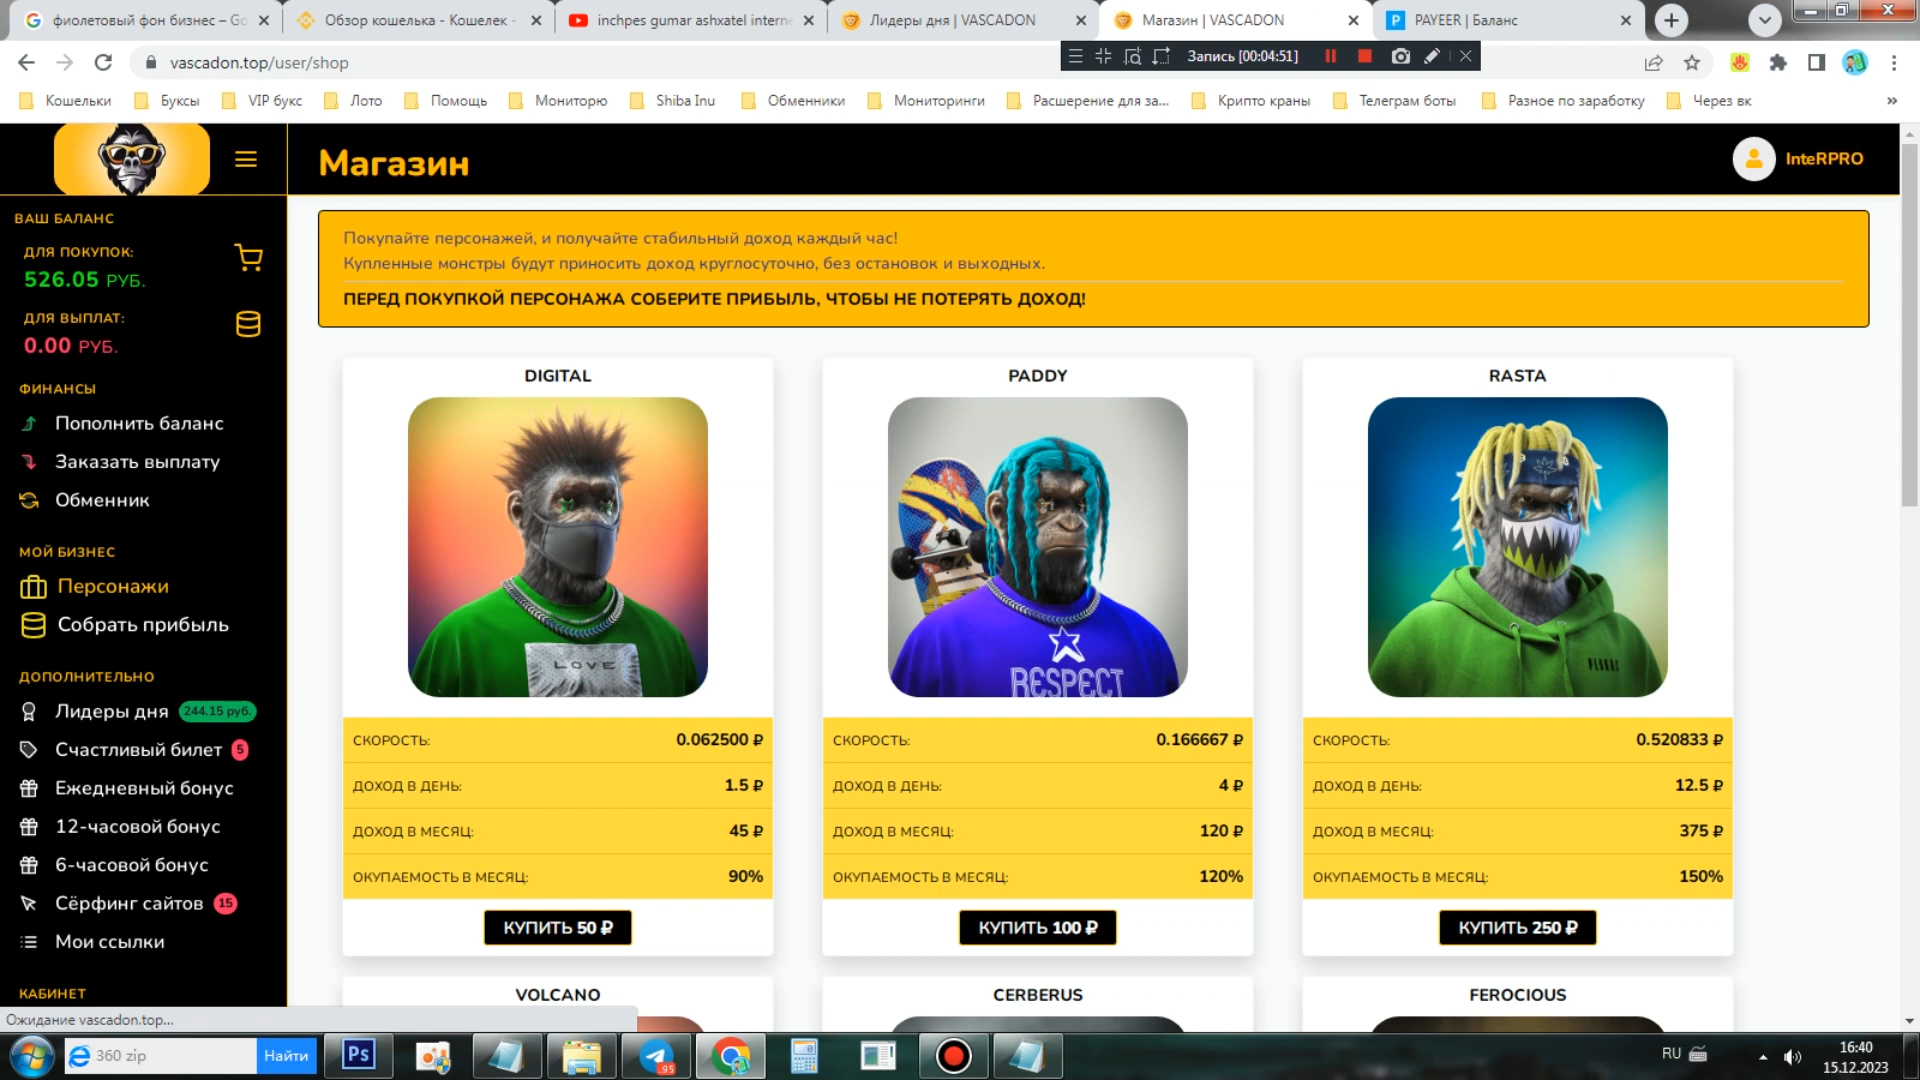 фиолетовый фон бизнес – Go
Обзор кошелька - Кошелек -
inchpes gumar ashxatel interne
Лидеры дня | VASCADON
Магазин | VASCADON
PAYEER | Баланс
vascadon.top/user/shop
Запись [00:04:51]
Кошельки
Буксы
VIP букс
Лото
Помощь
Мониторю
Shiba Inu
Обменники
Мониторинги
Расшерение для за...
Крипто краны
Телеграм боты
Разное по заработку
Через вк
»
Магазин
InteRPRO
ВАШ БАЛАНС
ДЛЯ ПОКУПОК:
526.05 РУБ.
ДЛЯ ВЫПЛАТ:
0.00 РУБ.
ФИНАНСЫ
Пополнить баланс
Заказать выплату
Обменник
МОЙ БИЗНЕС
Персонажи
Собрать прибыль
ДОПОЛНИТЕЛЬНО
Лидеры дня 244.15 руб.
Счастливый билет 5
Ежедневный бонус
12-часовой бонус
6-часовой бонус
Сёрфинг сайтов 15
Мои ссылки
КАБИНЕТ
Покупайте персонажей, и получайте стабильный доход каждый час!
Купленные монстры будут приносить доход круглосуточно, без остановок и выходных.
ПЕРЕД ПОКУПКОЙ ПЕРСОНАЖА СОБЕРИТЕ ПРИБЫЛЬ, ЧТОБЫ НЕ ПОТЕРЯТЬ ДОХОД!
DIGITAL
LOVE
СКОРОСТЬ: 0.062500 ₽
ДОХОД В ДЕНЬ: 1.5 ₽
ДОХОД В МЕСЯЦ: 45 ₽
ОКУПАЕМОСТЬ В МЕСЯЦ: 90%
КУПИТЬ 50 ₽
PADDY
RESPECT
СКОРОСТЬ: 0.166667 ₽
ДОХОД В ДЕНЬ: 4 ₽
ДОХОД В МЕСЯЦ: 120 ₽
ОКУПАЕМОСТЬ В МЕСЯЦ: 120%
КУПИТЬ 100 ₽
RASTA
СКОРОСТЬ: 0.520833 ₽
ДОХОД В ДЕНЬ: 12.5 ₽
ДОХОД В МЕСЯЦ: 375 ₽
ОКУПАЕМОСТЬ В МЕСЯЦ: 150%
КУПИТЬ 250 ₽
VOLCANO
CERBERUS
FEROCIOUS
Ожидание vascadon.top...
360 zip
Найти
Ps
95
RU
16:40
15.12.2023